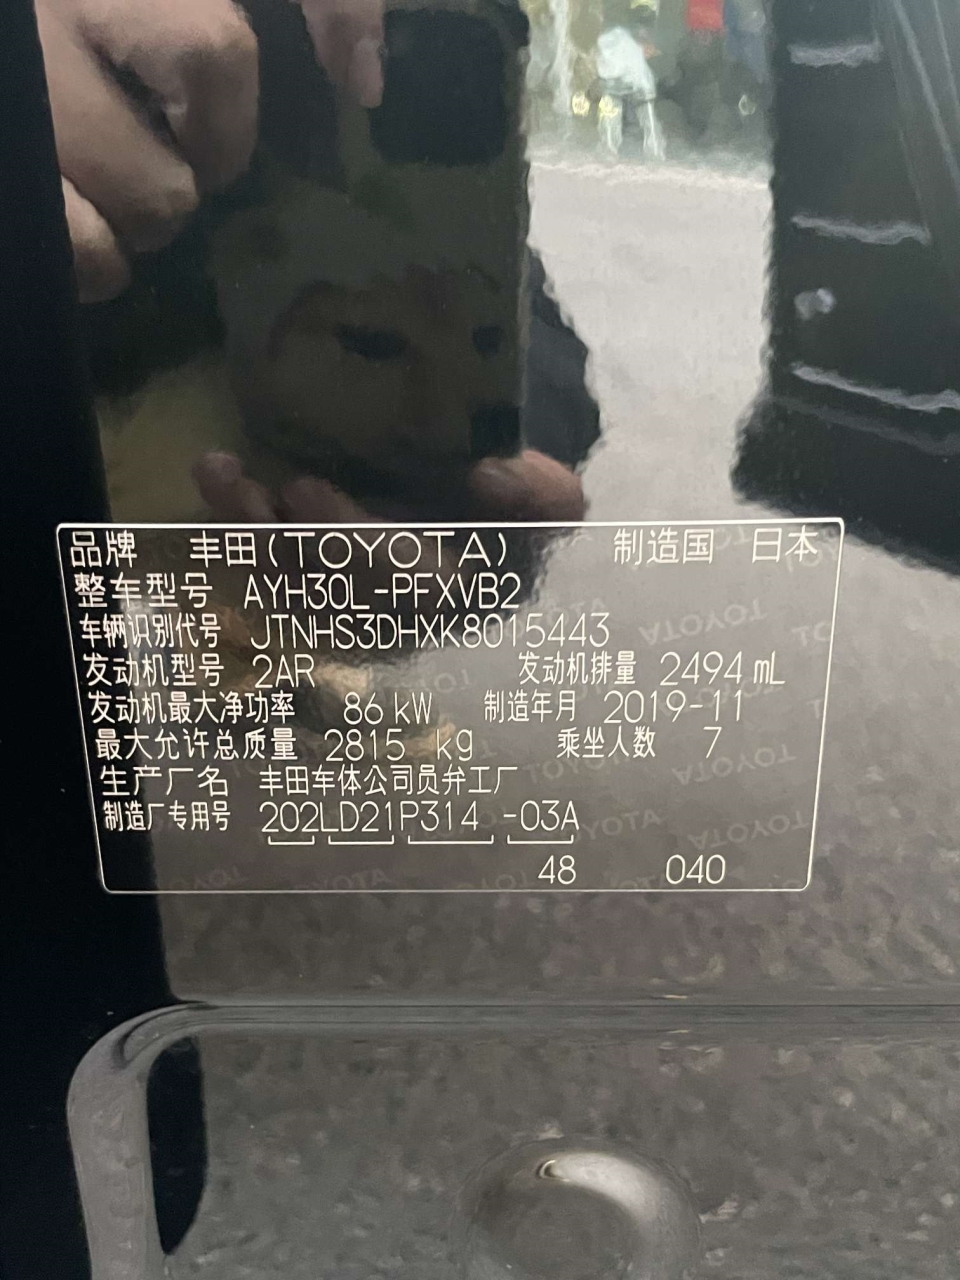 品牌 丰田(TOYOTA) 制造国 日本
整车型号 AYH30L-PFXVB2
车辆识别代号 JTNHS3DHXK8015443
发动机型号 2AR 发动机排量 2494 mL
发动机最大净功率 86 kW 制造年月 2019-11
最大允许总质量 2815 kg 乘坐人数 7
生产厂名 丰田车体公司员弁工厂
制造厂专用号 202LD21P314 -03A
48 040